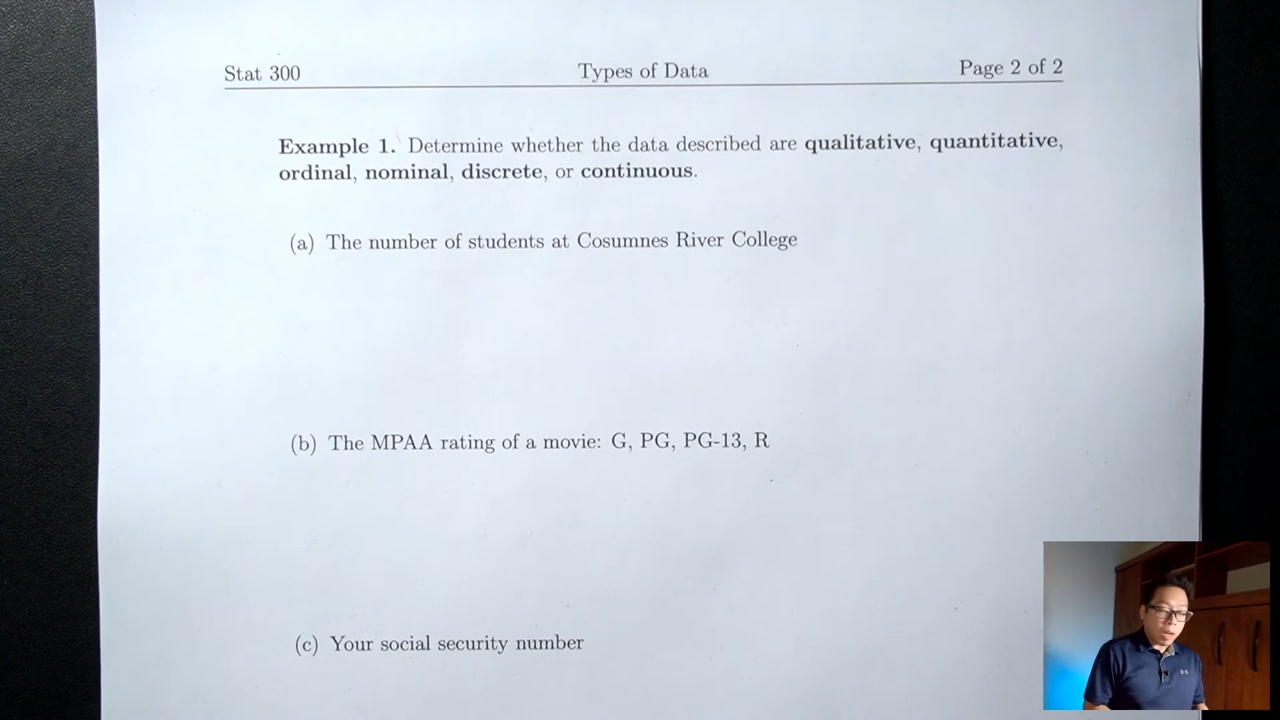 Stat 300 Types of Data Page 2 of 2
Example 1. Determine whether the data described are qualitative, quantitative,
ordinal, nominal, discrete, or continuous.
(a) The number of students at Cosumnes River College
(b) The MPAA rating of a movie: G, PG, PG-13, R
(c) Your social security number